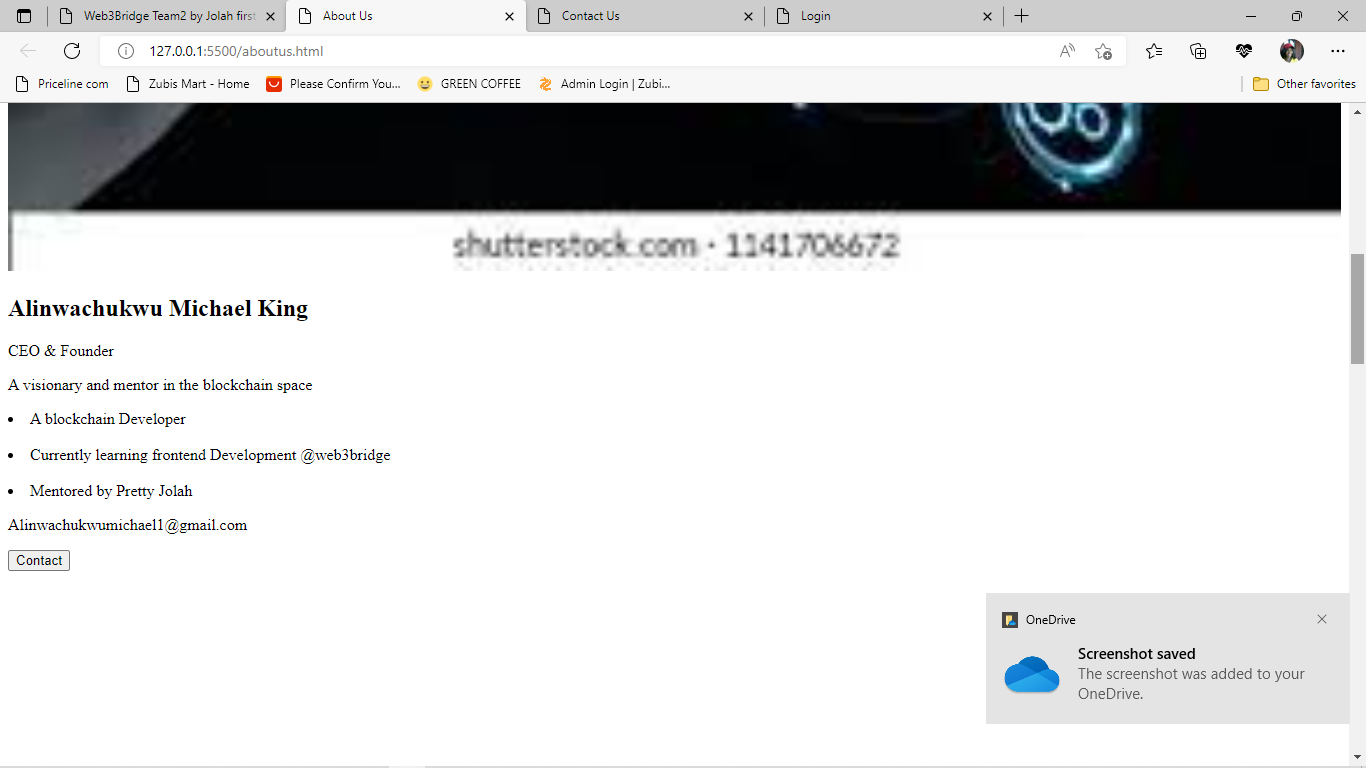 Web3Bridge Team2 by Jolah first
About Us
Contact Us
Login
127.0.0.1:5500/aboutus.html
Priceline com
Zubis Mart - Home
Please Confirm You...
GREEN COFFEE
Admin Login | Zubi...
Other favorites
shutterstock.com · 1141706672
Alinwachukwu Michael King
CEO & Founder
A visionary and mentor in the blockchain space
• A blockchain Developer
• Currently learning frontend Development @web3bridge
• Mentored by Pretty Jolah
Alinwachukwumichael1@gmail.com
Contact
OneDrive
Screenshot saved
The screenshot was added to your
OneDrive.